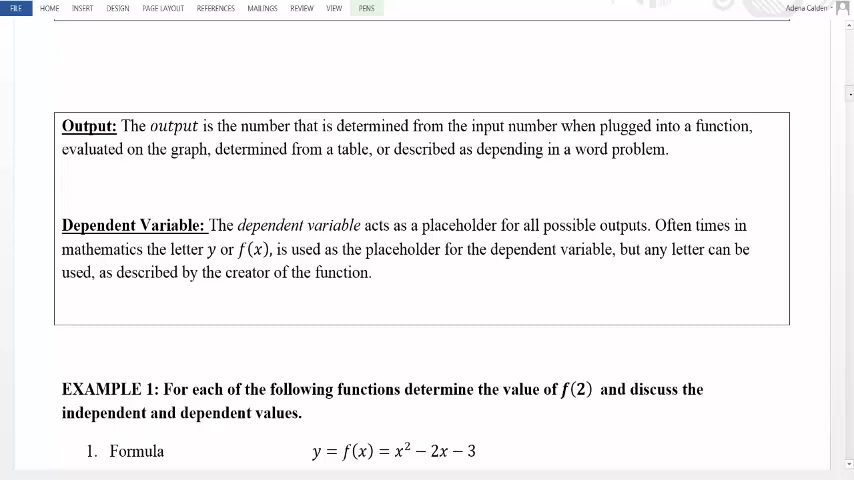 FILE HOME INSERT DESIGN PAGE LAYOUT REFERENCES MAILINGS REVIEW VIEW PENS Adena Calden
Output: The output is the number that is determined from the input number when plugged into a function,
evaluated on the graph, determined from a table, or described as depending in a word problem.
Dependent Variable: The dependent variable acts as a placeholder for all possible outputs. Often times in
mathematics the letter y or f(x), is used as the placeholder for the dependent variable, but any letter can be
used, as described by the creator of the function.
EXAMPLE 1: For each of the following functions determine the value of f(2) and discuss the
independent and dependent values.
1. Formula y = f(x) = x² − 2x − 3